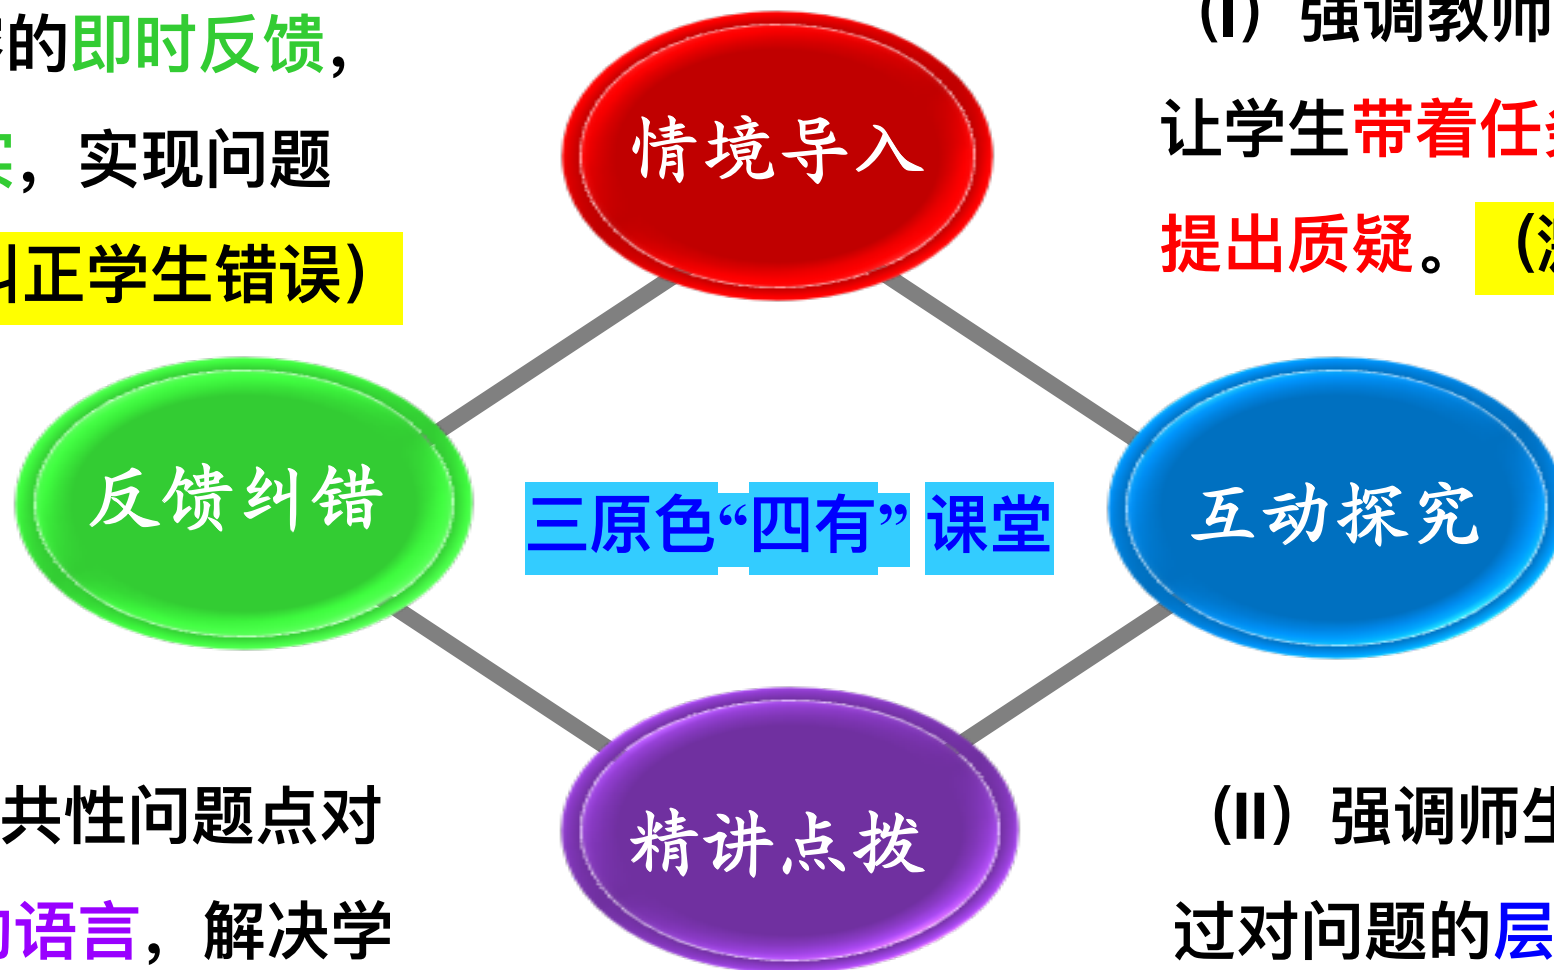 的即时反馈，
，实现问题
正学生错误）
情境导入
（I）强调教师
让学生带着任
提出质疑。（
反馈纠错
三原色“四有” 课堂
互动探究
共性问题点对
语言，解决学
精讲点拨
（II）强调师生
过对问题的层